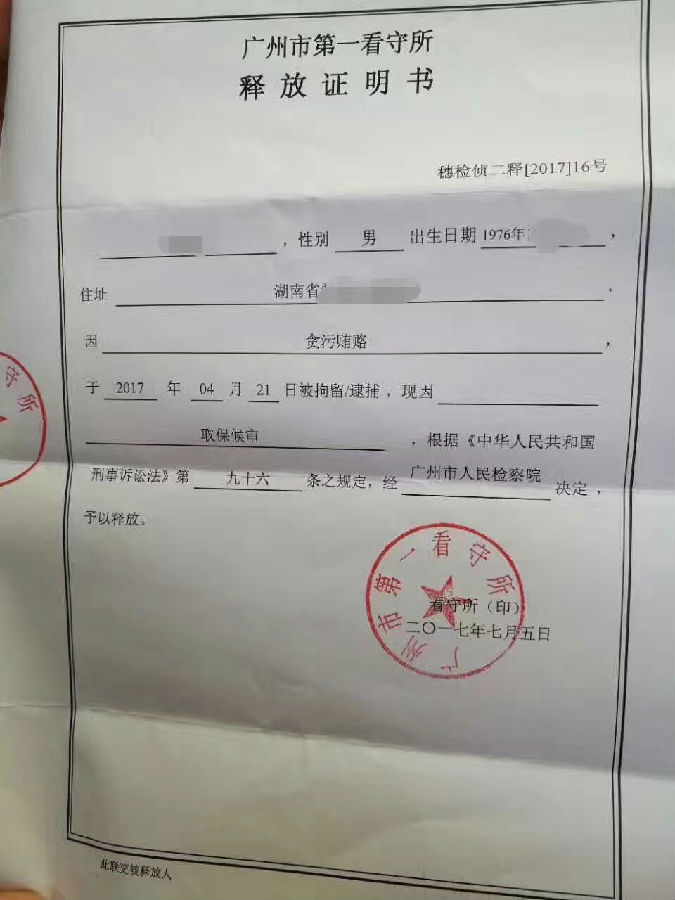 广州市第一看守所
释放证明书
穗检侦二释[2017]16号
，性别 男 出生日期 1976年
住址 湖南省
因 贪污贿赂 ，
于 2017 年 04 月 21 日被拘留/逮捕，现因
取保候审 ，根据《中华人民共和国
刑事诉讼法》第 九十六 条之规定，经 广州市人民检察院 决定，
予以释放。
广州市第一看守所
看守所（印）
二〇一七年七月五日
守所
此联交被释放人